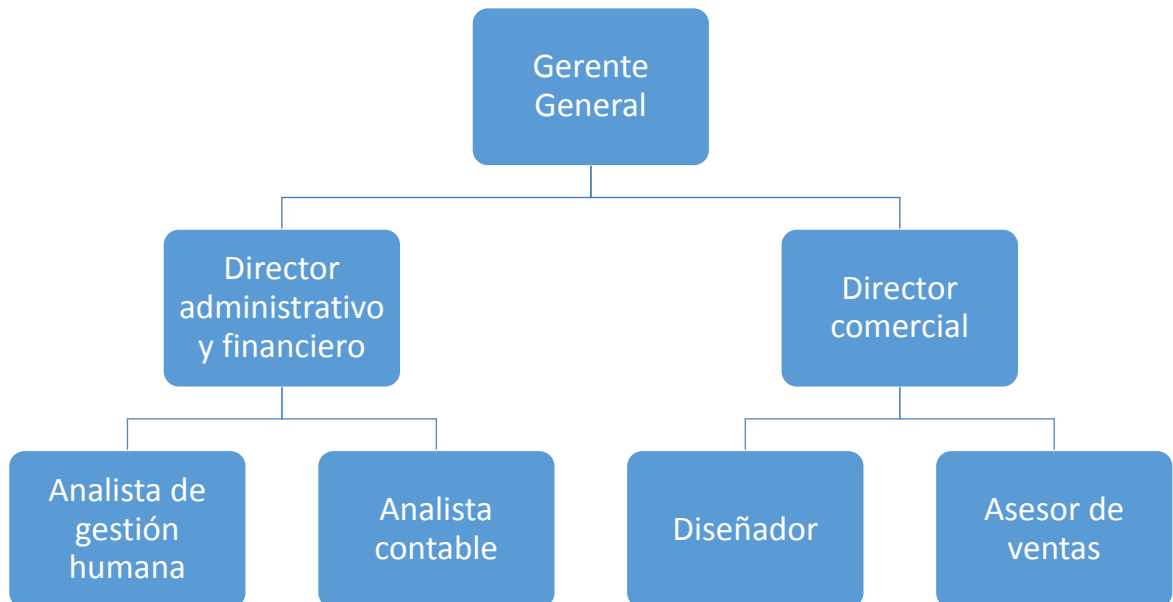 Gerente
General
Director
administrativo
y financiero
Director
comercial
Analista de
gestión
humana
Analista
contable
Diseñador
Asesor de
ventas